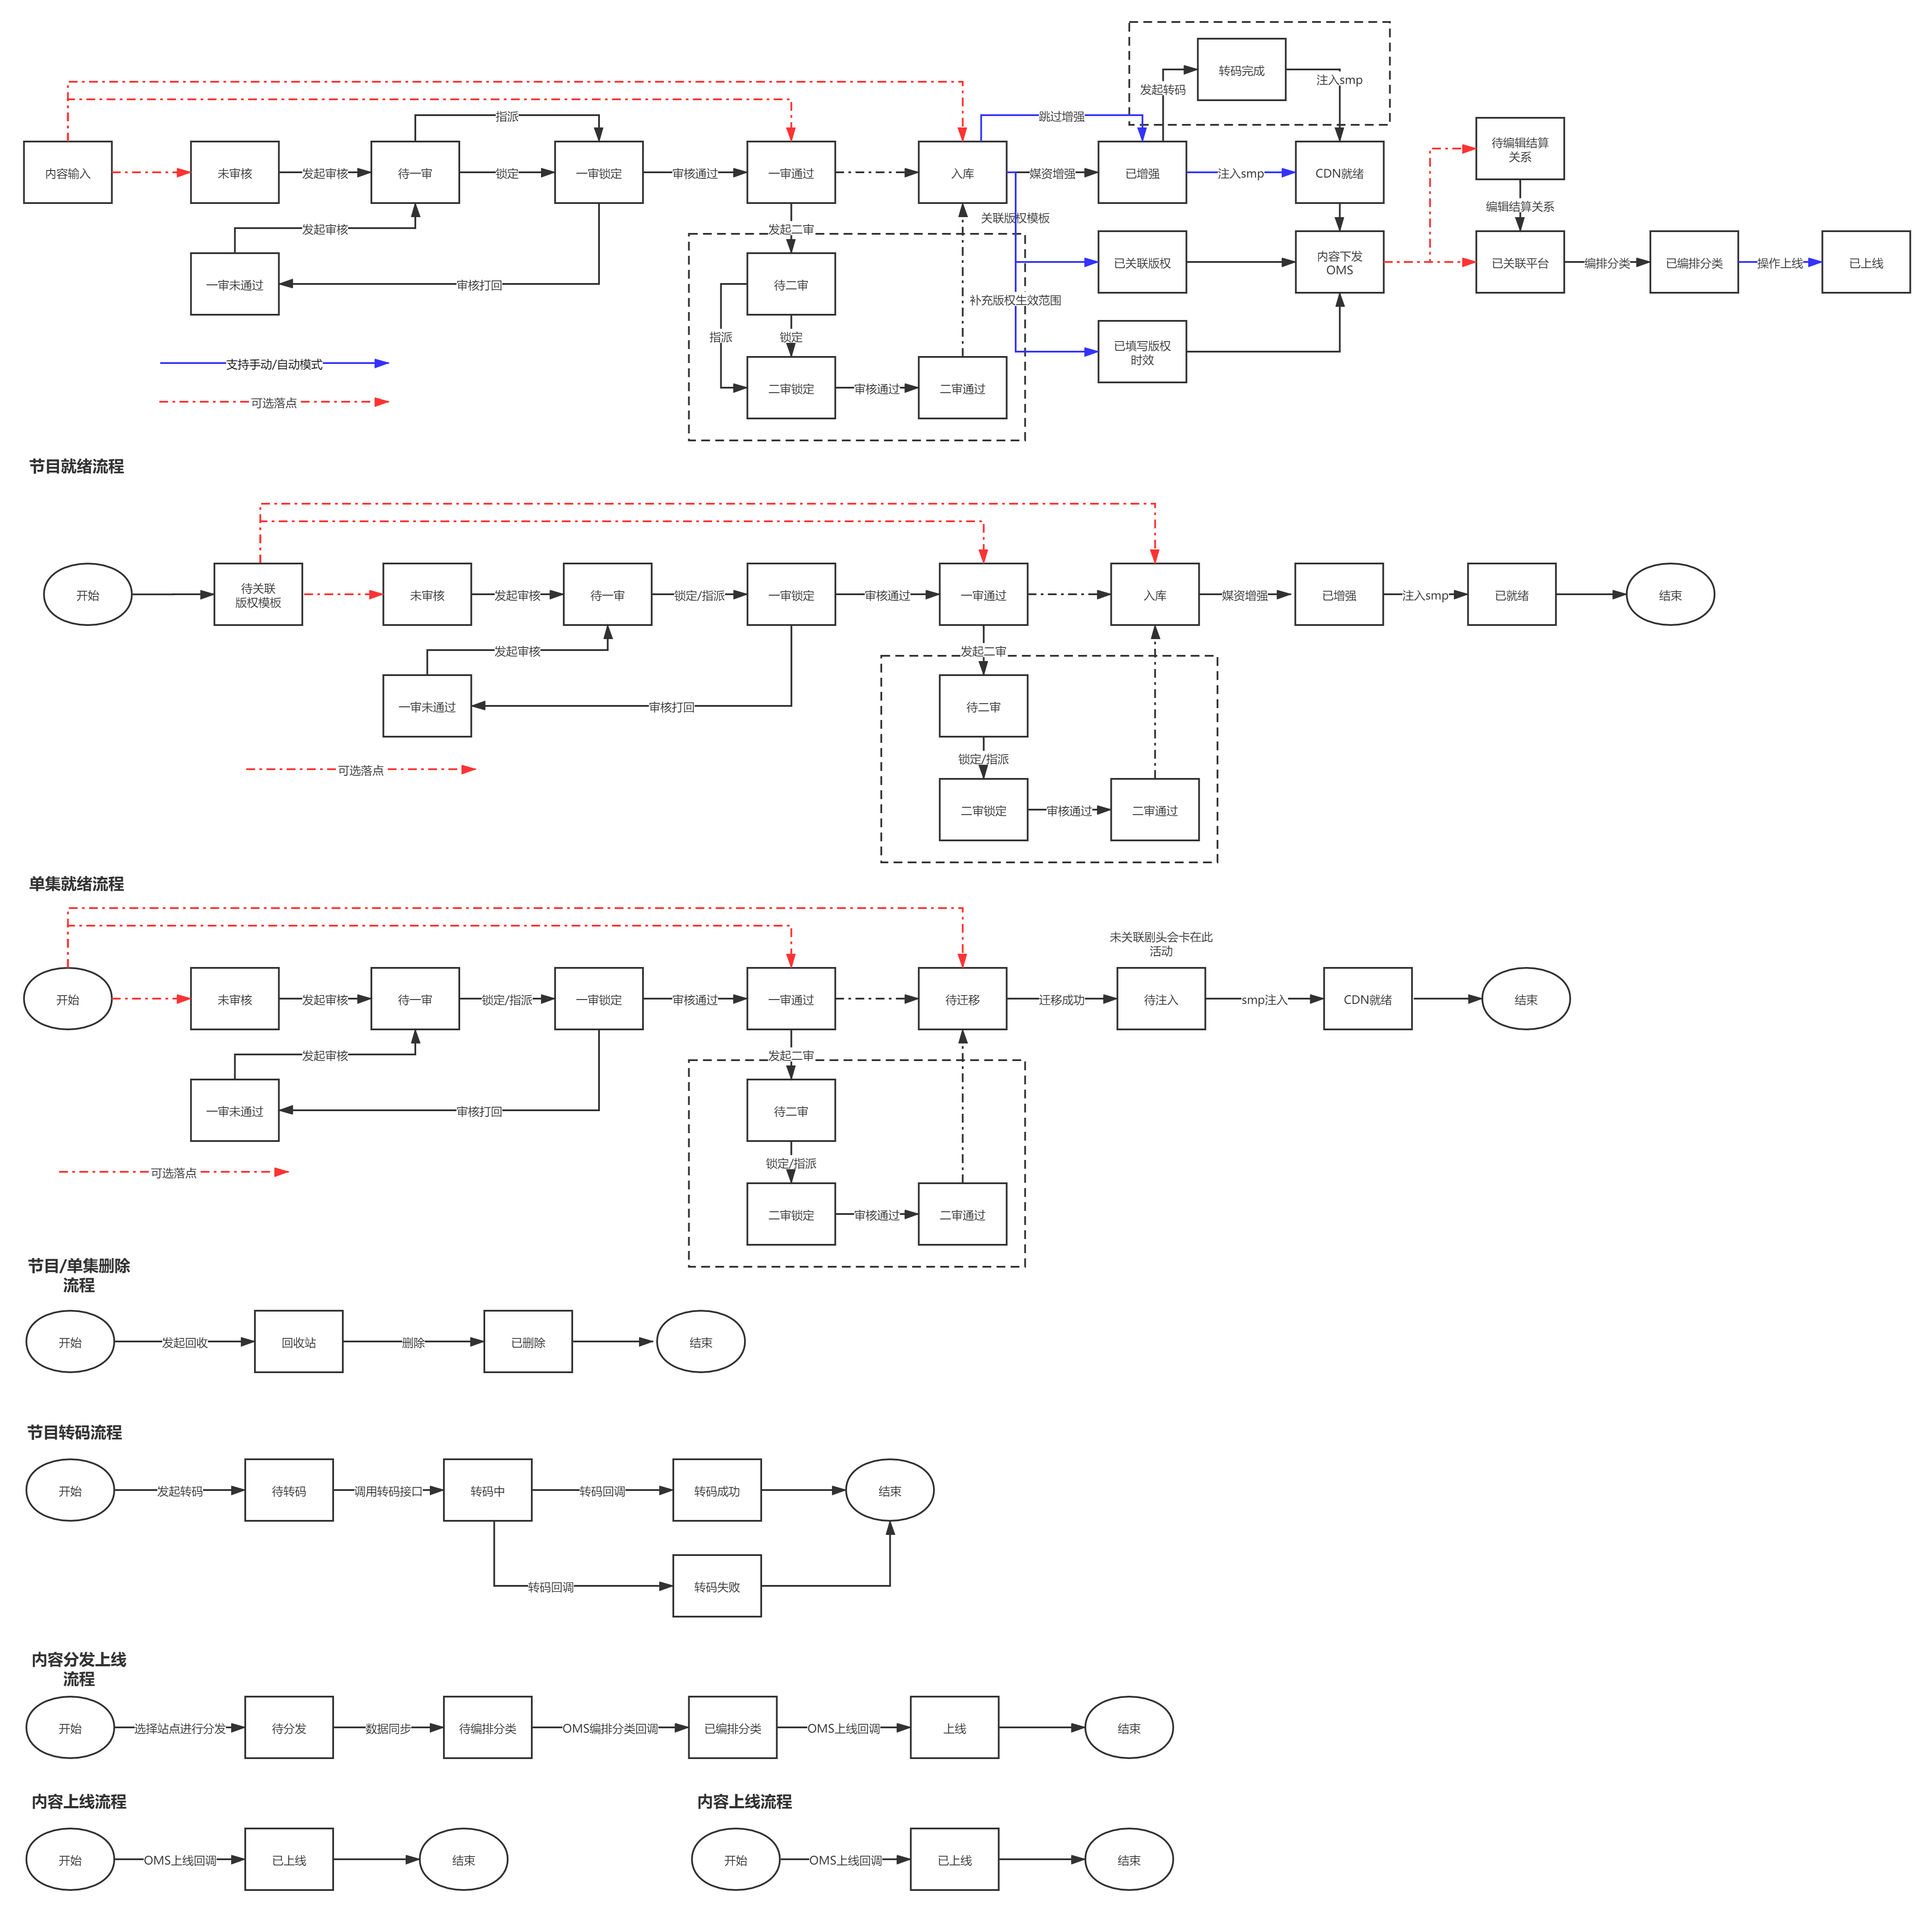 转码完成
发起转码
注入smp
指派
跳过增强
内容输入
未审核
发起审核
待一审
锁定
一审锁定
审核通过
一审通过
入库
媒资增强
已增强
注入smp
CDN就绪
待编辑结算
关系
编辑结算关系
发起审核
发起二审
关联版权模板
一审未通过
审核打回
待二审
已关联版权
内容下发
OMS
已关联平台
编排分类
已编排分类
操作上线
已上线
补充版权生效范围
指派
锁定
已填写版权
时效
支持手动/自动模式
可选落点
二审锁定
审核通过
二审通过
节目就绪流程
开始
待关联
版权模板
未审核
发起审核
待一审
锁定/指派
一审锁定
审核通过
一审通过
入库
媒资增强
已增强
注入smp
已就绪
结束
发起审核
发起二审
一审未通过
审核打回
待二审
锁定/指派
可选落点
二审锁定
审核通过
二审通过
单集就绪流程
未关联剧头会卡在此
活动
开始
未审核
发起审核
待一审
锁定/指派
一审锁定
审核通过
一审通过
待迁移
迁移成功
待注入
smp注入
CDN就绪
结束
发起审核
发起二审
一审未通过
审核打回
待二审
锁定/指派
可选落点
二审锁定
审核通过
二审通过
节目/单集删除
流程
开始
发起回收
回收站
删除
已删除
结束
节目转码流程
开始
发起转码
待转码
调用转码接口
转码中
转码回调
转码成功
结束
转码回调
转码失败
内容分发上线
流程
开始
选择站点进行分发
待分发
数据同步
待编排分类
OMS编排分类回调
已编排分类
OMS上线回调
上线
结束
内容上线流程
开始
OMS上线回调
已上线
结束
内容上线流程
开始
OMS上线回调
已上线
结束